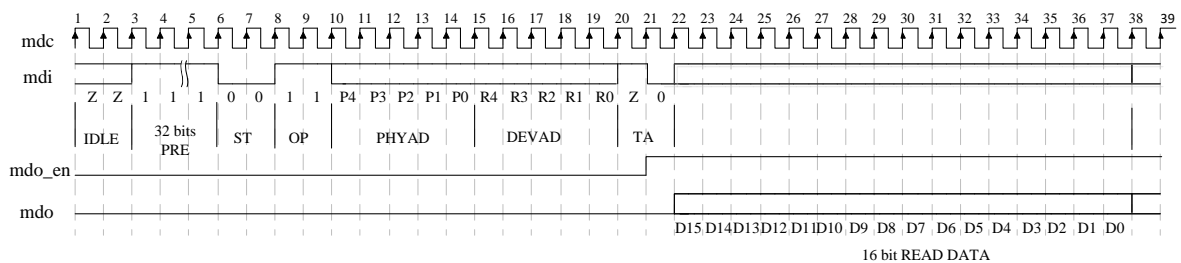 1 2 3 4 5 6 7 8 9 10 11 12 13 14 15 16 17 18 19 20 21 22 23 24 25 26 27 28 29 30 31 32 33 34 35 36 37 38 39
mdc
mdi
Z Z 1 1 1 0 0 1 1 P4 P3 P2 P1 P0 R4 R3 R2 R1 R0 Z 0
IDLE 32 bits PRE ST OP PHYAD DEVAD TA
mdo_en
mdo
D15 D14 D13 D12 D11 D10 D9 D8 D7 D6 D5 D4 D3 D2 D1 D0
16 bit READ DATA